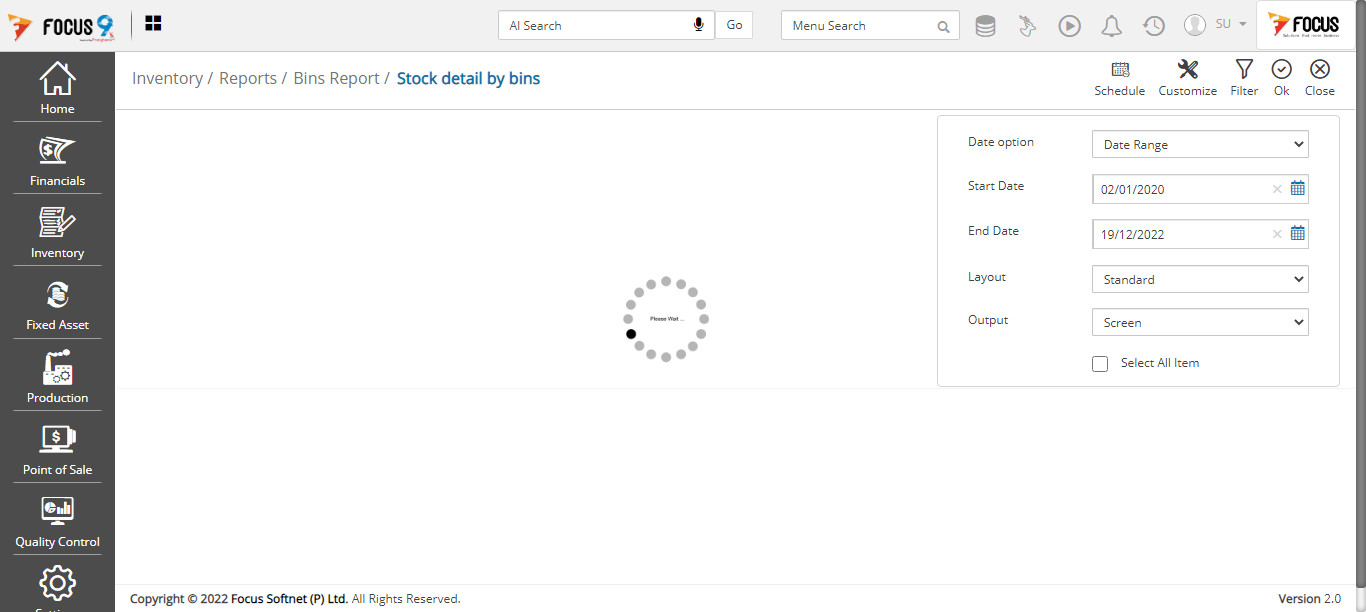 FOCUS 9
AI Search
Go
Menu Search
SU
FOCUS
Home
Financials
Inventory
Fixed Asset
Production
Point of Sale
Quality Control
Inventory / Reports / Bins Report / Stock detail by bins
Schedule
Customize
Filter
Ok
Close
Date option
Date Range
Start Date
02/01/2020
End Date
19/12/2022
Layout
Standard
Output
Screen
Select All Item
Please Wait ...
Copyright © 2022 Focus Softnet (P) Ltd. All Rights Reserved.
Version 2.0